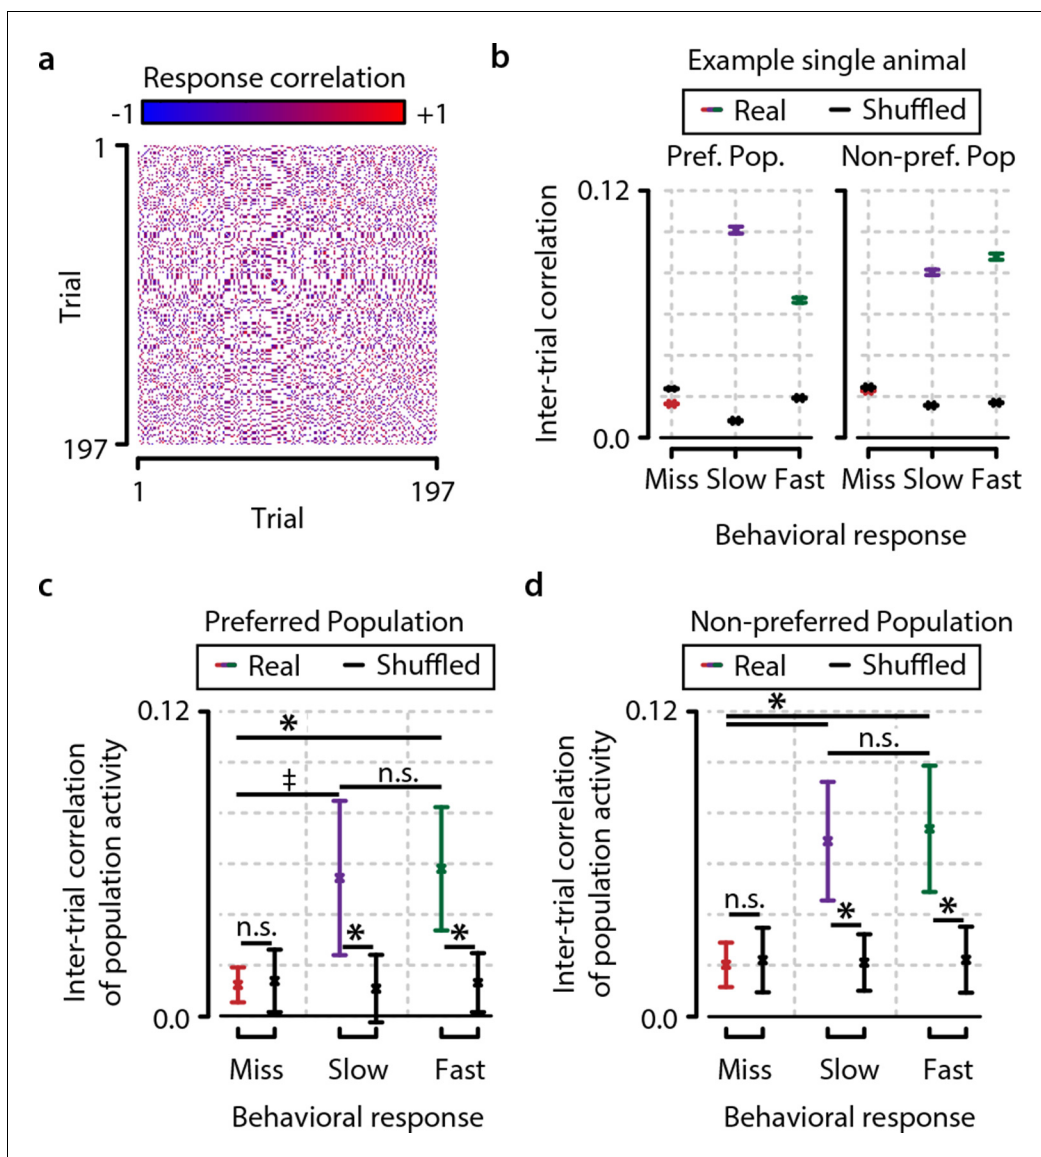 a
Response correlation
-1 +1
1
Trial
197
1 197
Trial
b
Example single animal
Real Shuffled
Pref. Pop. Non-pref. Pop
0.12
Inter-trial correlation
0.0
Miss Slow Fast Miss Slow Fast
Behavioral response
c
Preferred Population
Real Shuffled
0.12
Inter-trial correlation
of population activity
*
‡ n.s.
n.s. * *
0.0
Miss Slow Fast
Behavioral response
d
Non-preferred Population
Real Shuffled
0.12
Inter-trial correlation
of population activity
*
n.s.
n.s. * *
0.0
Miss Slow Fast
Behavioral response